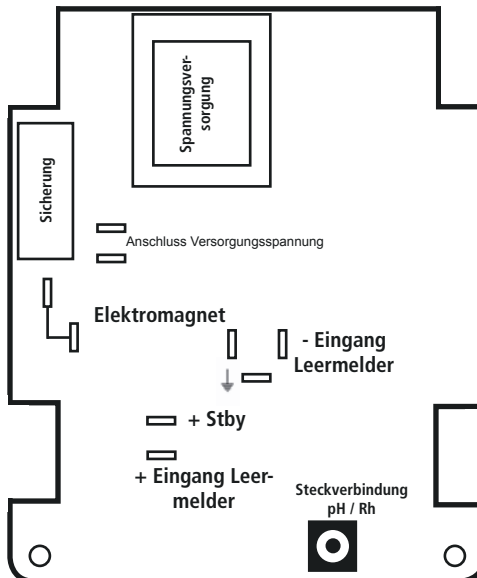 Spannungsver-
sorgung
Sicherung
Anschluss Versorgungsspannung
Elektromagnet
- Eingang
Leermelder
+ Stby
+ Eingang Leer-
melder
Steckverbindung
pH / Rh